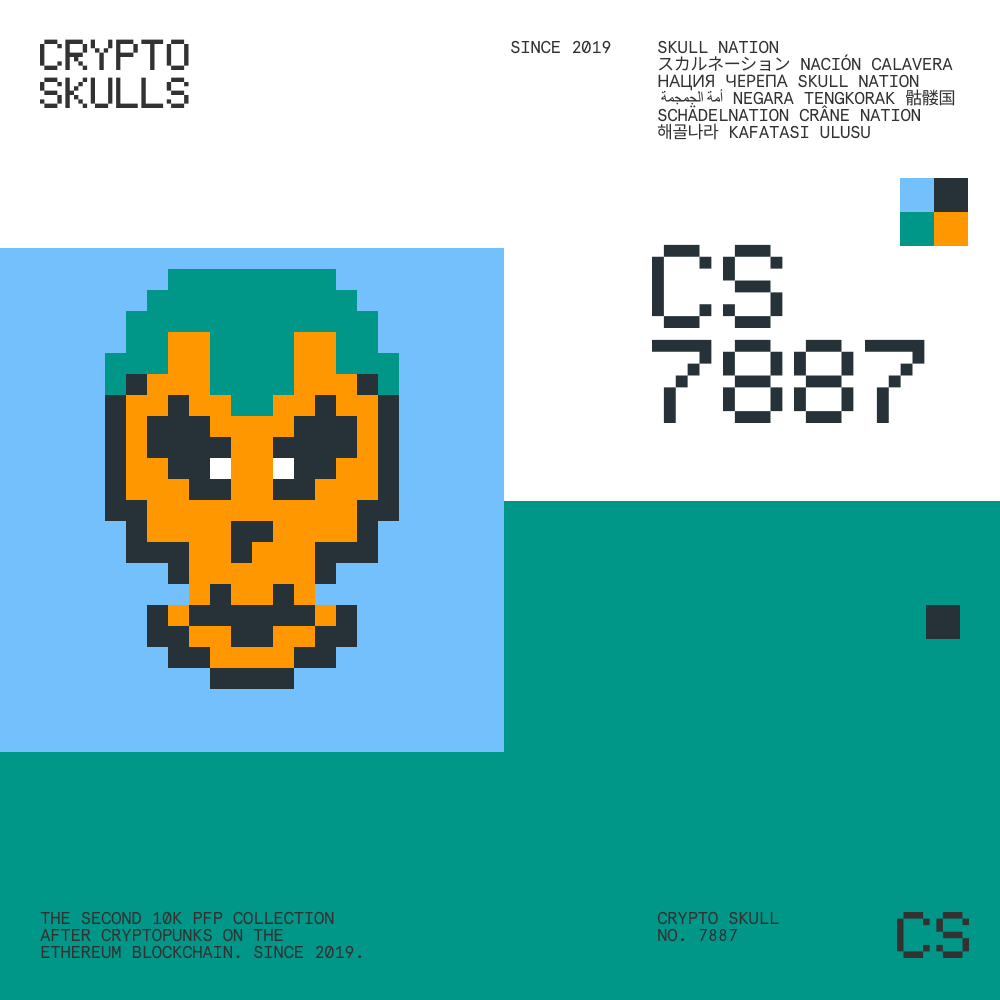 CRYPTO
SKULLS
SINCE 2019
SKULL NATION
スカルネーション NACIÓN CALAVERA
НАЦИЯ ЧЕРЕПА SKULL NATION
أمة الجمجمة NEGARA TENGKORAK 骷髅国
SCHÄDELNATION CRÂNE NATION
해골나라 KAFATASI ULUSU
CS
7887
THE SECOND 10K PFP COLLECTION
AFTER CRYPTOPUNKS ON THE
ETHEREUM BLOCKCHAIN. SINCE 2019.
CRYPTO SKULL
NO. 7887
CS